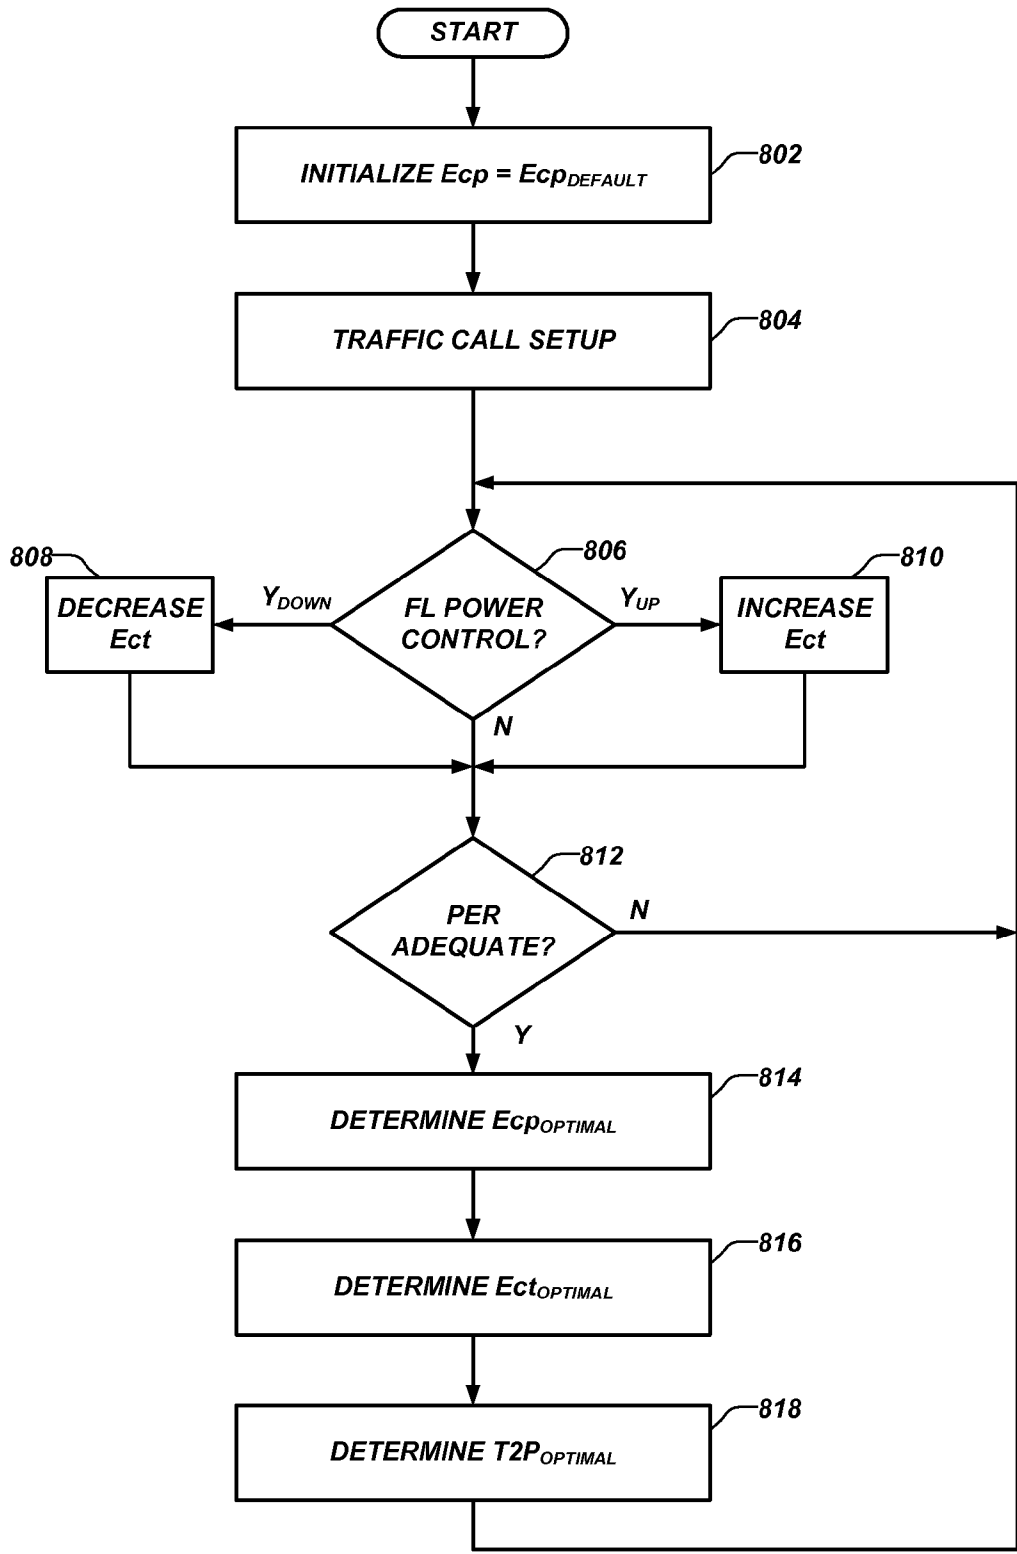 START
INITIALIZE Ecp = EcpDEFAULT
802
TRAFFIC CALL SETUP
804
808
DECREASE
Ect
YDOWN
FL POWER
CONTROL?
806
YUP
810
INCREASE
Ect
N
812
PER
ADEQUATE?
N
Y
814
DETERMINE EcpOPTIMAL
816
DETERMINE EctOPTIMAL
818
DETERMINE T2POPTIMAL